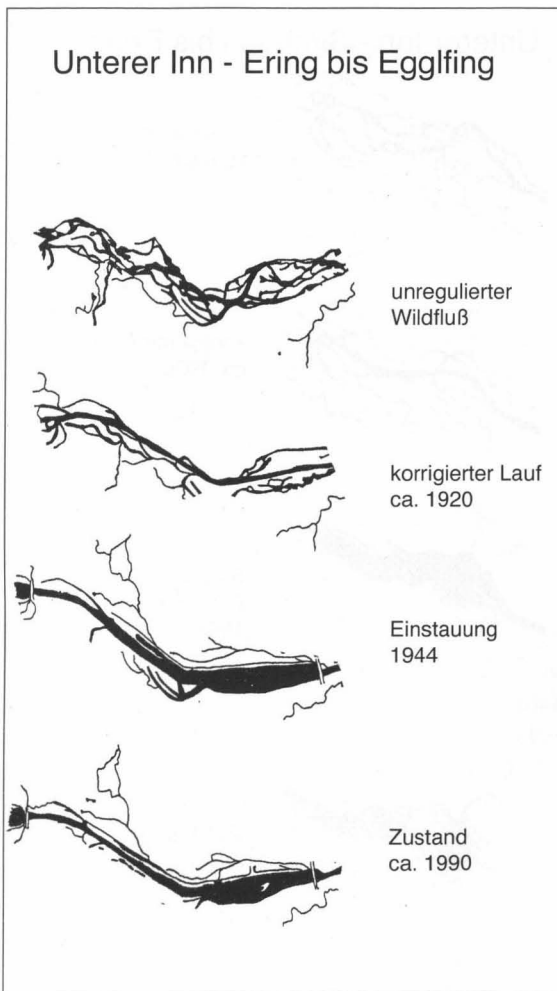 Unterer Inn - Ering bis Egglfing
unregulierter
Wildfluß
korrigierter Lauf
ca. 1920
Einstauung
1944
Zustand
ca. 1990